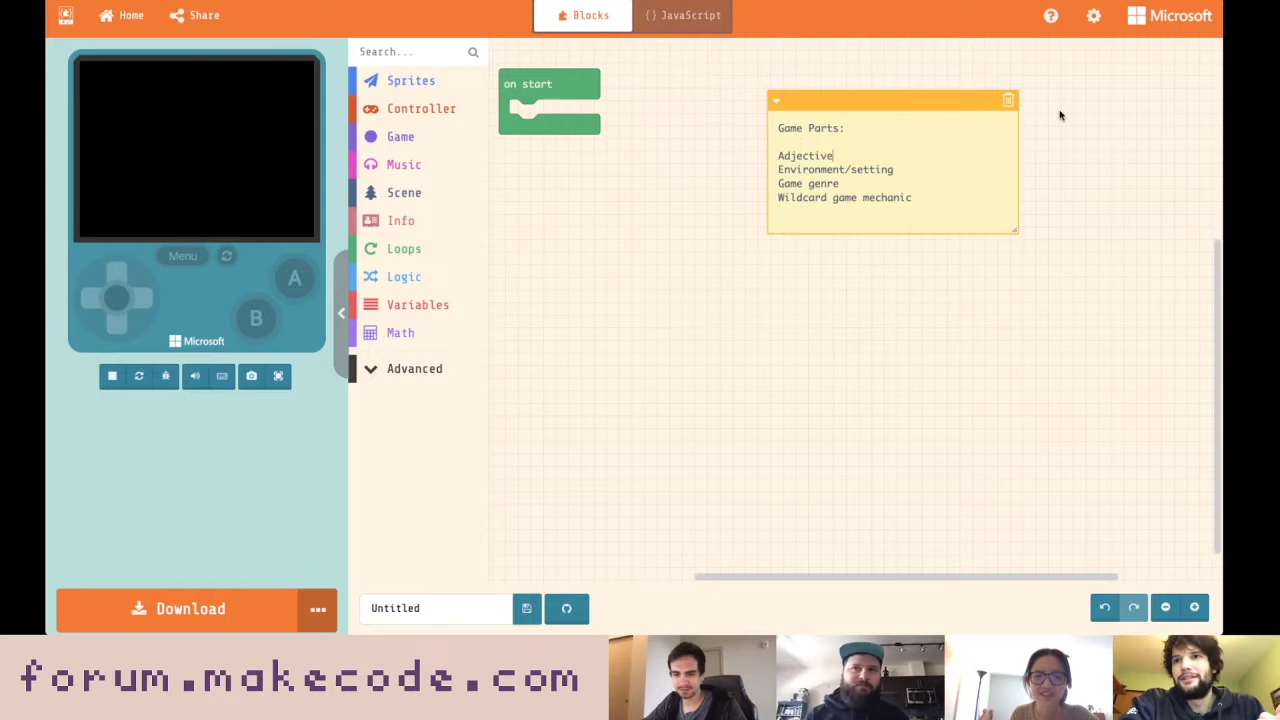 Home
Share
Blocks
{} JavaScript
Microsoft
Search...
Sprites
Controller
Game
Music
Scene
Info
Loops
Logic
Variables
Math
Advanced
on start
Game Parts:
Adjective
Environment/setting
Game genre
Wildcard game mechanic
Menu
A
B
Microsoft
Download
Untitled
forum.makecode.com